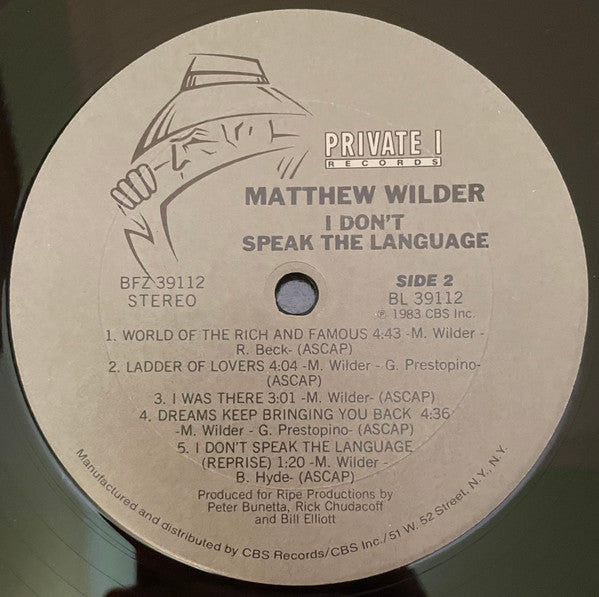 PRIVATE I
RECORDS
MATTHEW WILDER
I DON'T
SPEAK THE LANGUAGE
BFZ 39112
STEREO
SIDE 2
BL 39112
℗ 1983 CBS Inc.
1. WORLD OF THE RICH AND FAMOUS 4:43 -M. Wilder -
R. Beck- (ASCAP)
2. LADDER OF LOVERS 4:04 -M. Wilder - G. Prestopino-
(ASCAP)
3. I WAS THERE 3:01 -M. Wilder- (ASCAP)
4. DREAMS KEEP BRINGING YOU BACK 4:36
-M. Wilder - G. Prestopino- (ASCAP)
5. I DON'T SPEAK THE LANGUAGE
(REPRISE) 1:20 -M. Wilder -
B. Hyde- (ASCAP)
Produced for Ripe Productions by
Peter Bunetta, Rick Chudacoff
and Bill Elliott
Manufactured and distributed by CBS Records/CBS Inc./51 W. 52 Street, N.Y., N.Y.